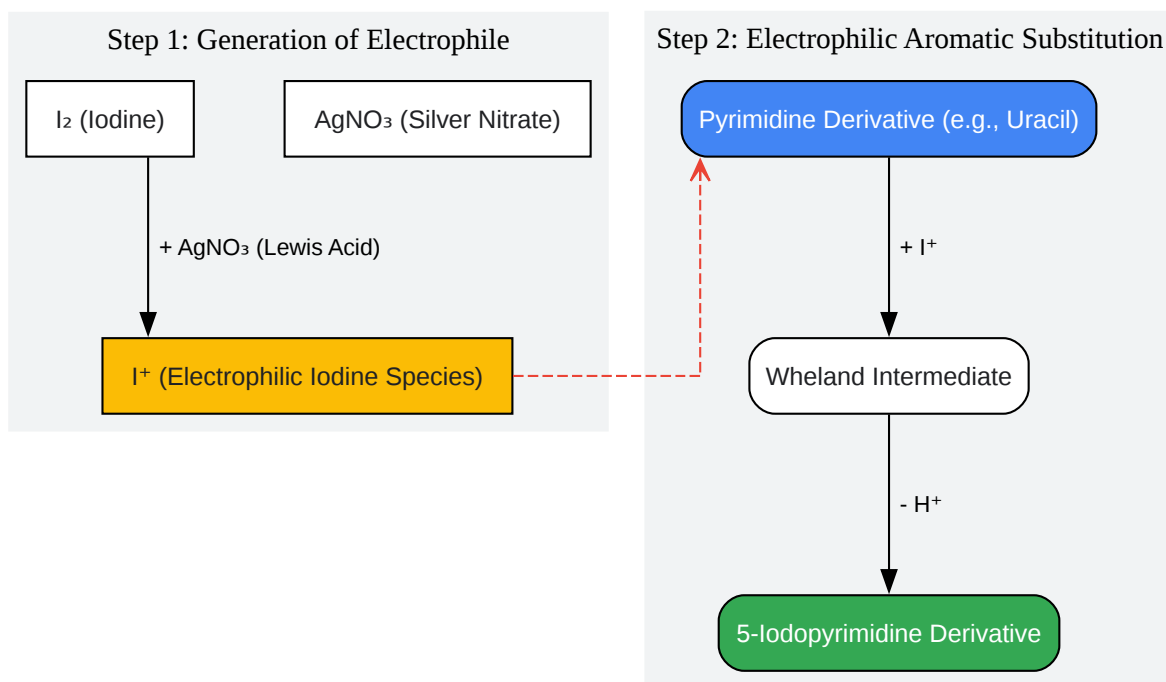 Step 1: Generation of Electrophile
I₂ (Iodine)
AgNO₃ (Silver Nitrate)
+ AgNO₃ (Lewis Acid)
I⁺ (Electrophilic Iodine Species)
Step 2: Electrophilic Aromatic Substitution
Pyrimidine Derivative (e.g., Uracil)
+ I⁺
Wheland Intermediate
- H⁺
5-Iodopyrimidine Derivative